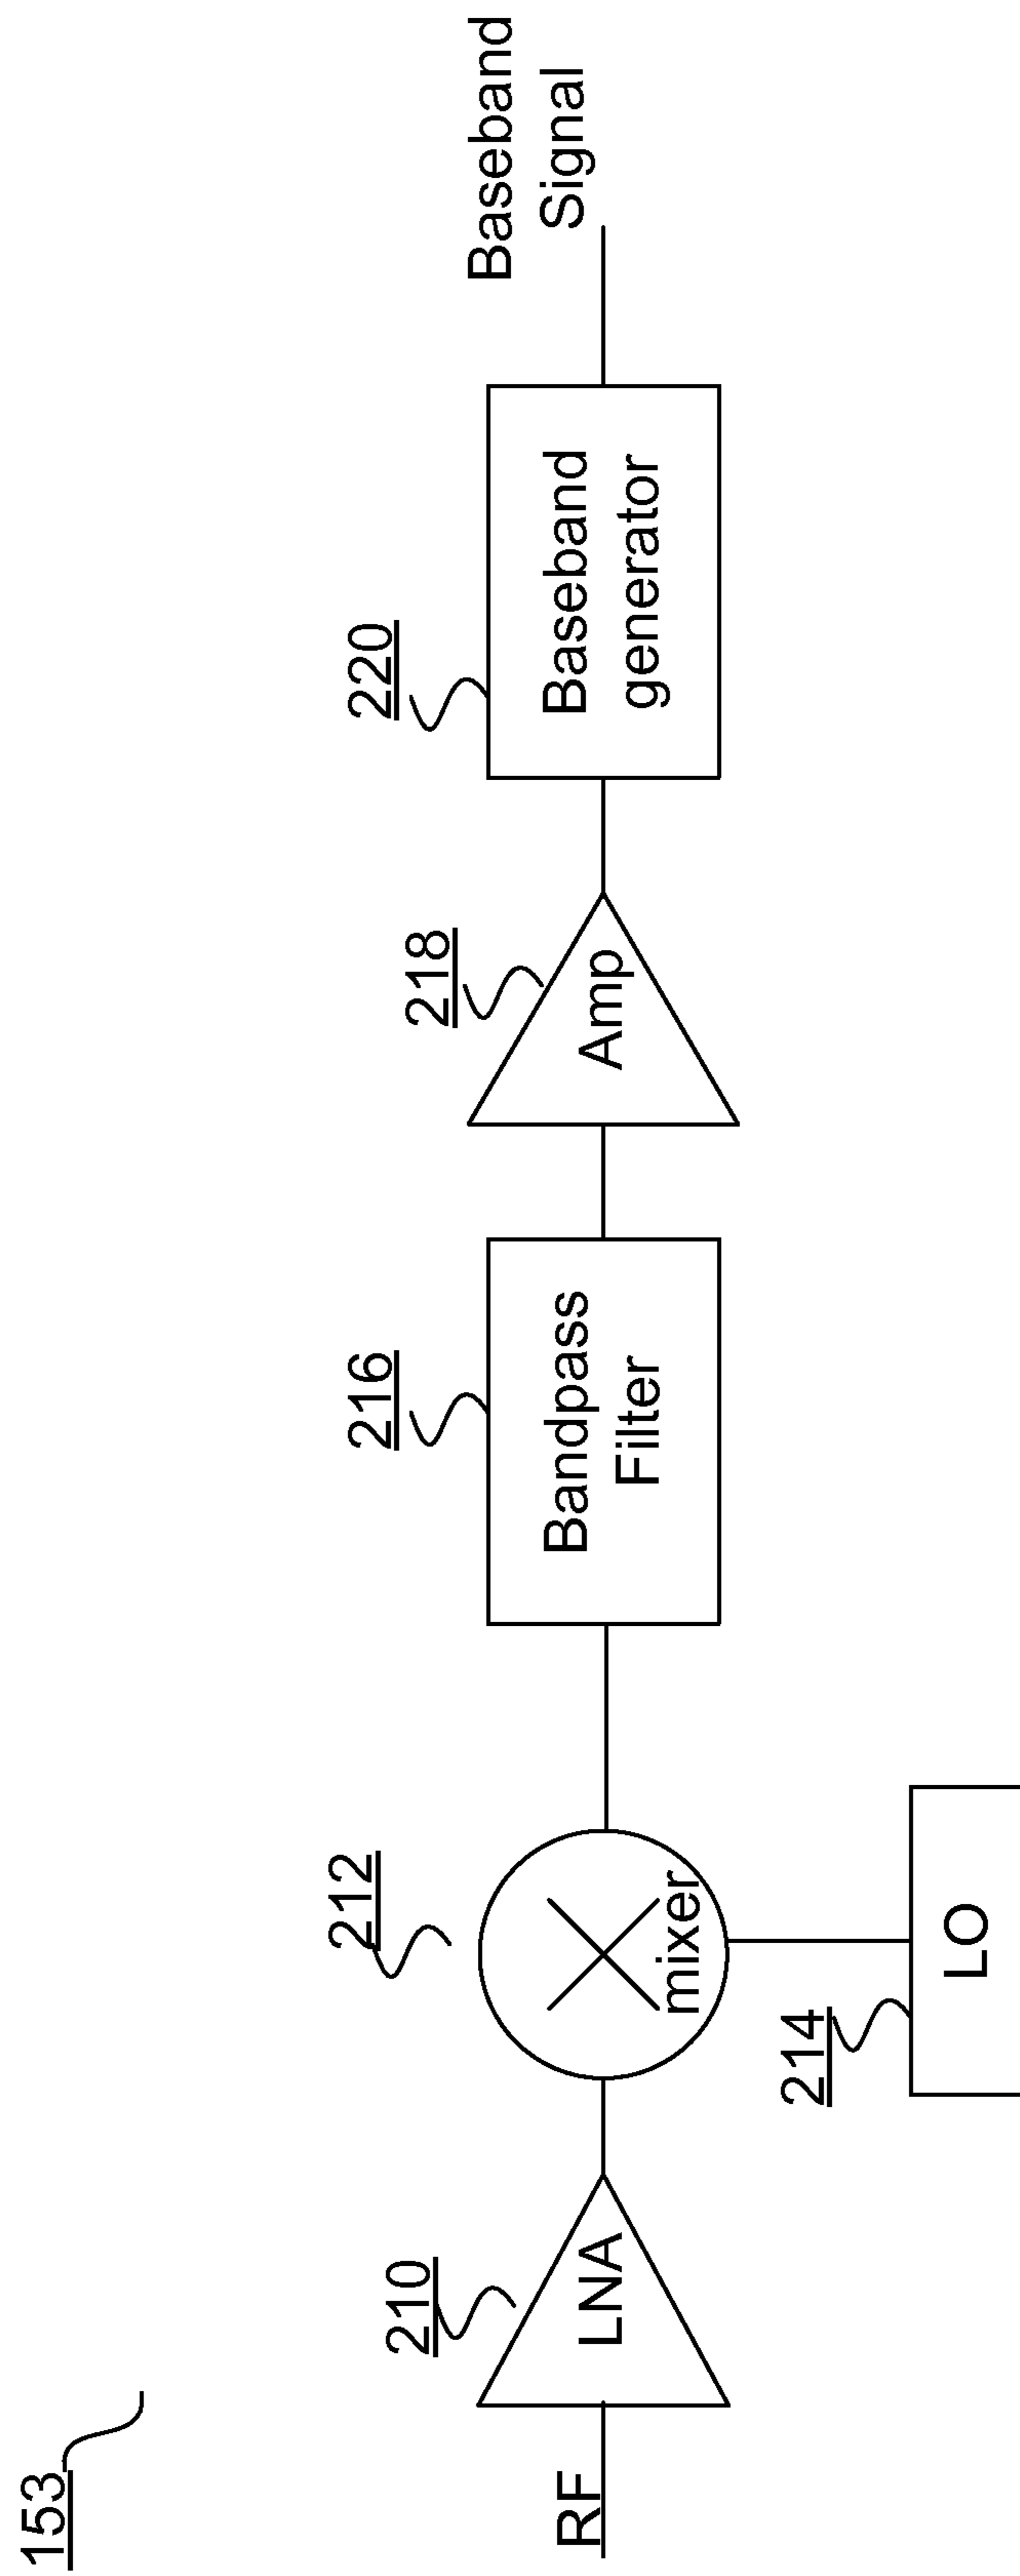 153
RF
210
LNA
212
mixer
214
LO
216
Bandpass
Filter
218
Amp
220
Baseband
generator
Baseband
Signal